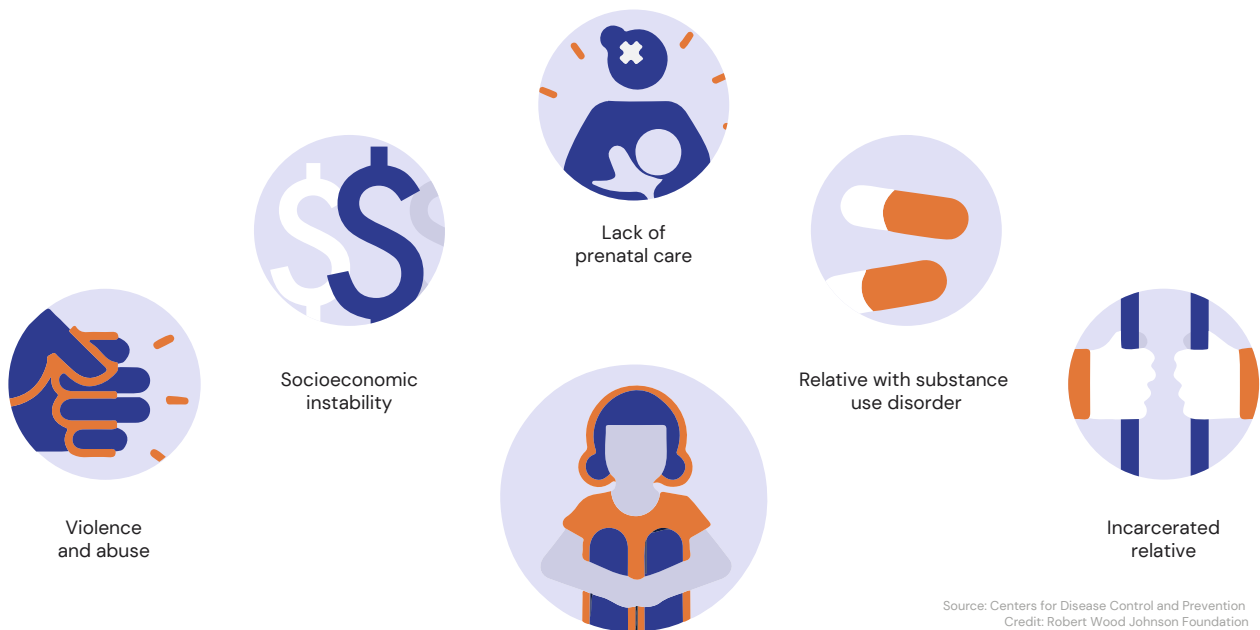 Lack of
prenatal care
Socioeconomic
instability
Relative with substance
use disorder
Violence
and abuse
Incarcerated
relative
Source: Centers for Disease Control and Prevention
Credit: Robert Wood Johnson Foundation